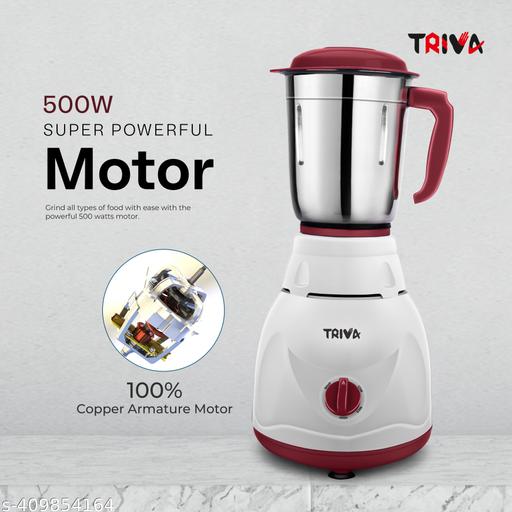 TRIVA
500W
SUPER POWERFUL
Motor
Grind all types of food with ease with the
powerful 500 watts motor.
TRIVA
100%
Copper Armature Motor
s-409854164